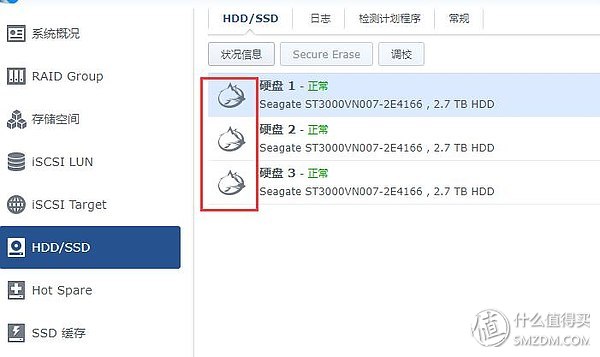 系统概况
RAID Group
存储空间
iSCSI LUN
iSCSI Target
HDD/SSD
Hot Spare
SSD 缓存
HDD/SSD 日志 检测计划程序 常规
状况信息 Secure Erase 调校
硬盘 1 - 正常
Seagate ST3000VN007-2E4166 , 2.7 TB HDD
硬盘 2 - 正常
Seagate ST3000VN007-2E4166 , 2.7 TB HDD
硬盘 3 - 正常
Seagate ST3000VN007-2E4166 , 2.7 TB HDD
值 什么值得买
SMZDM.COM